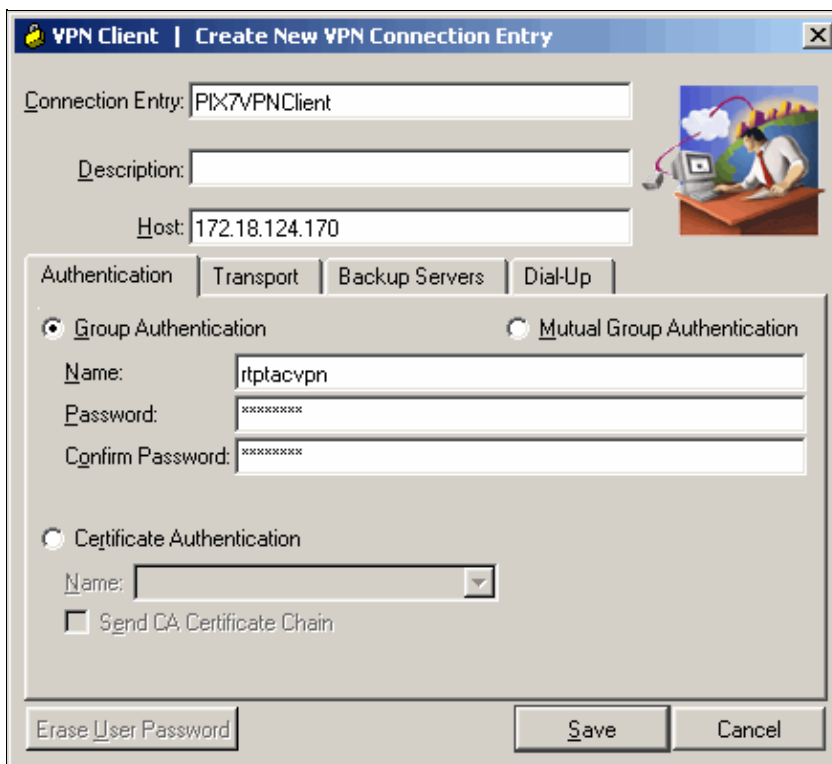 VPN Client | Create New VPN Connection Entry
Connection Entry: PIX7VPNClient
Description:
Host: 172.18.124.170
Authentication Transport Backup Servers Dial-Up
Group Authentication Mutual Group Authentication
Name: rtptacvpn
Password: ********
Confirm Password: ********
Certificate Authentication
Name:
Send CA Certificate Chain
Erase User Password Save Cancel